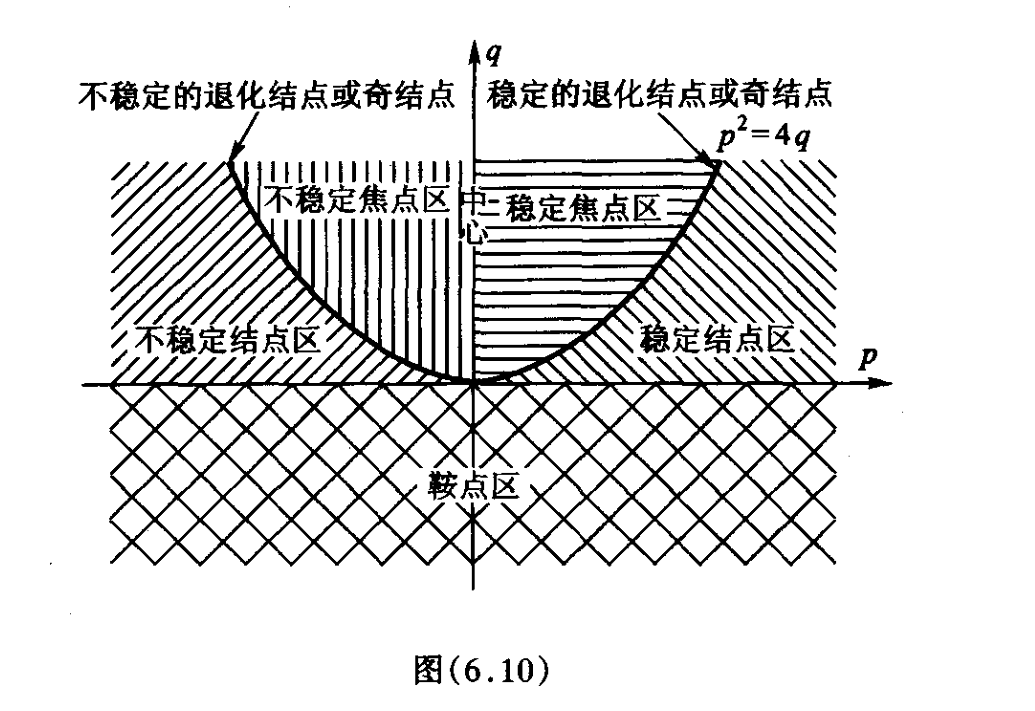 q
不稳定的退化结点或奇结点
稳定的退化结点或奇结点
p²=4q
不稳定焦点区
中心
稳定焦点区
不稳定结点区
稳定结点区
p
鞍点区
图(6.10)